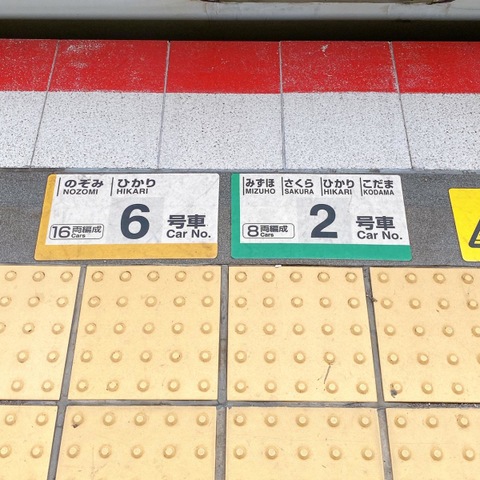 のぞみ ひかり
NOZOMI HIKARI
6 号車
16 両編成 Car No.
Cars
みずほ さくら ひかり こだま
MIZUHO SAKURA HIKARI KODAMA
2 号車
8 両編成 Car No.
Cars